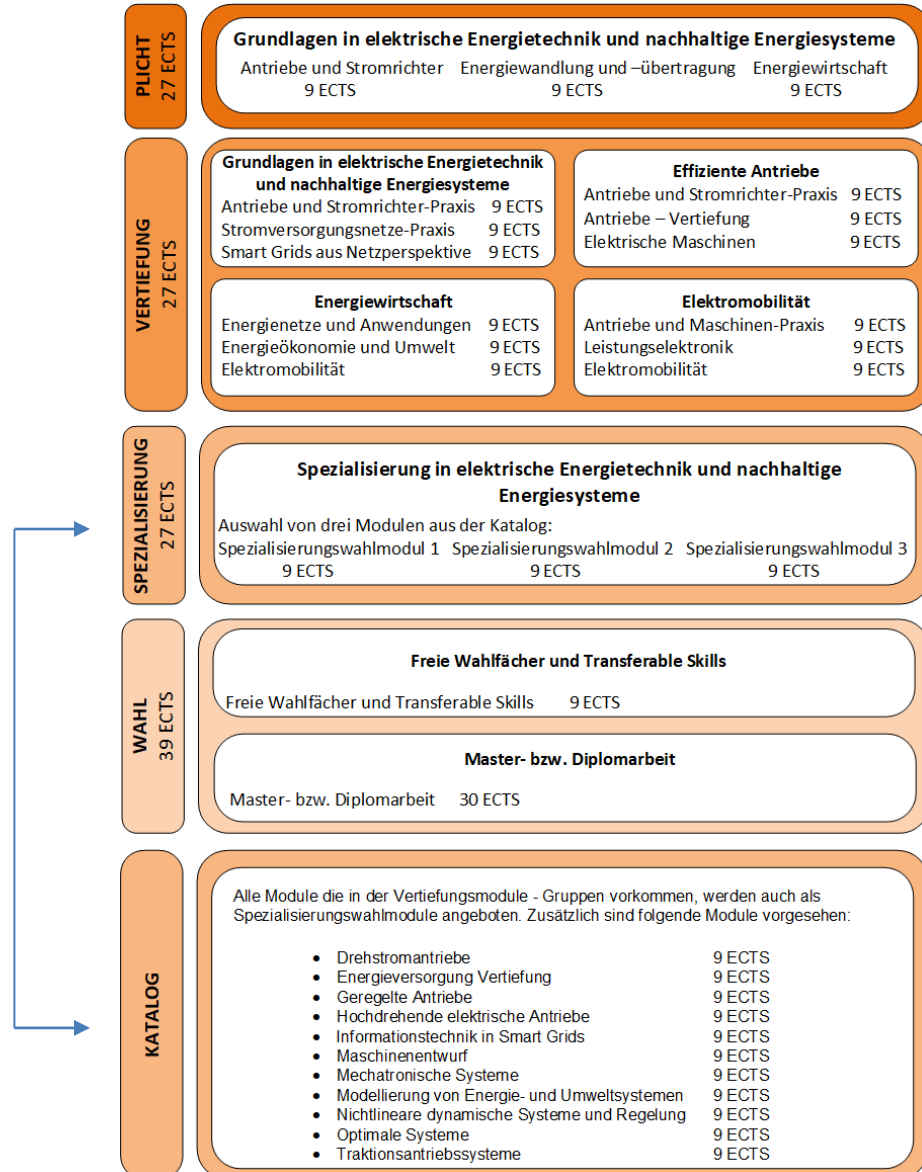 PLICHT
27 ECTS
Grundlagen in elektrische Energietechnik und nachhaltige Energiesysteme
Antriebe und Stromrichter Energiewandlung und –übertragung Energiewirtschaft
9 ECTS 9 ECTS 9 ECTS
VERTIEFUNG
27 ECTS
Grundlagen in elektrische Energietechnik
und nachhaltige Energiesysteme
Antriebe und Stromrichter-Praxis 9 ECTS
Stromversorgungsnetze-Praxis 9 ECTS
Smart Grids aus Netzperspektive 9 ECTS
Effiziente Antriebe
Antriebe und Stromrichter-Praxis 9 ECTS
Antriebe – Vertiefung 9 ECTS
Elektrische Maschinen 9 ECTS
Energiewirtschaft
Energienetze und Anwendungen 9 ECTS
Energieökonomie und Umwelt 9 ECTS
Elektromobilität 9 ECTS
Elektromobilität
Antriebe und Maschinen-Praxis 9 ECTS
Leistungselektronik 9 ECTS
Elektromobilität 9 ECTS
SPEZIALISIERUNG
27 ECTS
Spezialisierung in elektrische Energietechnik und nachhaltige
Energiesysteme
Auswahl von drei Modulen aus der Katalog:
Spezialisierungswahlmodul 1 Spezialisierungswahlmodul 2 Spezialisierungswahlmodul 3
9 ECTS 9 ECTS 9 ECTS
WAHL
39 ECTS
Freie Wahlfächer und Transferable Skills
Freie Wahlfächer und Transferable Skills 9 ECTS
Master- bzw. Diplomarbeit
Master- bzw. Diplomarbeit 30 ECTS
KATALOG
Alle Module die in der Vertiefungsmodule - Gruppen vorkommen, werden auch als
Spezialisierungswahlmodule angeboten. Zusätzlich sind folgende Module vorgesehen:
• Drehstromantriebe 9 ECTS
• Energieversorgung Vertiefung 9 ECTS
• Geregelte Antriebe 9 ECTS
• Hochdrehende elektrische Antriebe 9 ECTS
• Informationstechnik in Smart Grids 9 ECTS
• Maschinenentwurf 9 ECTS
• Mechatronische Systeme 9 ECTS
• Modellierung von Energie- und Umweltsystemen 9 ECTS
• Nichtlineare dynamische Systeme und Regelung 9 ECTS
• Optimale Systeme 9 ECTS
• Traktionsantriebssysteme 9 ECTS